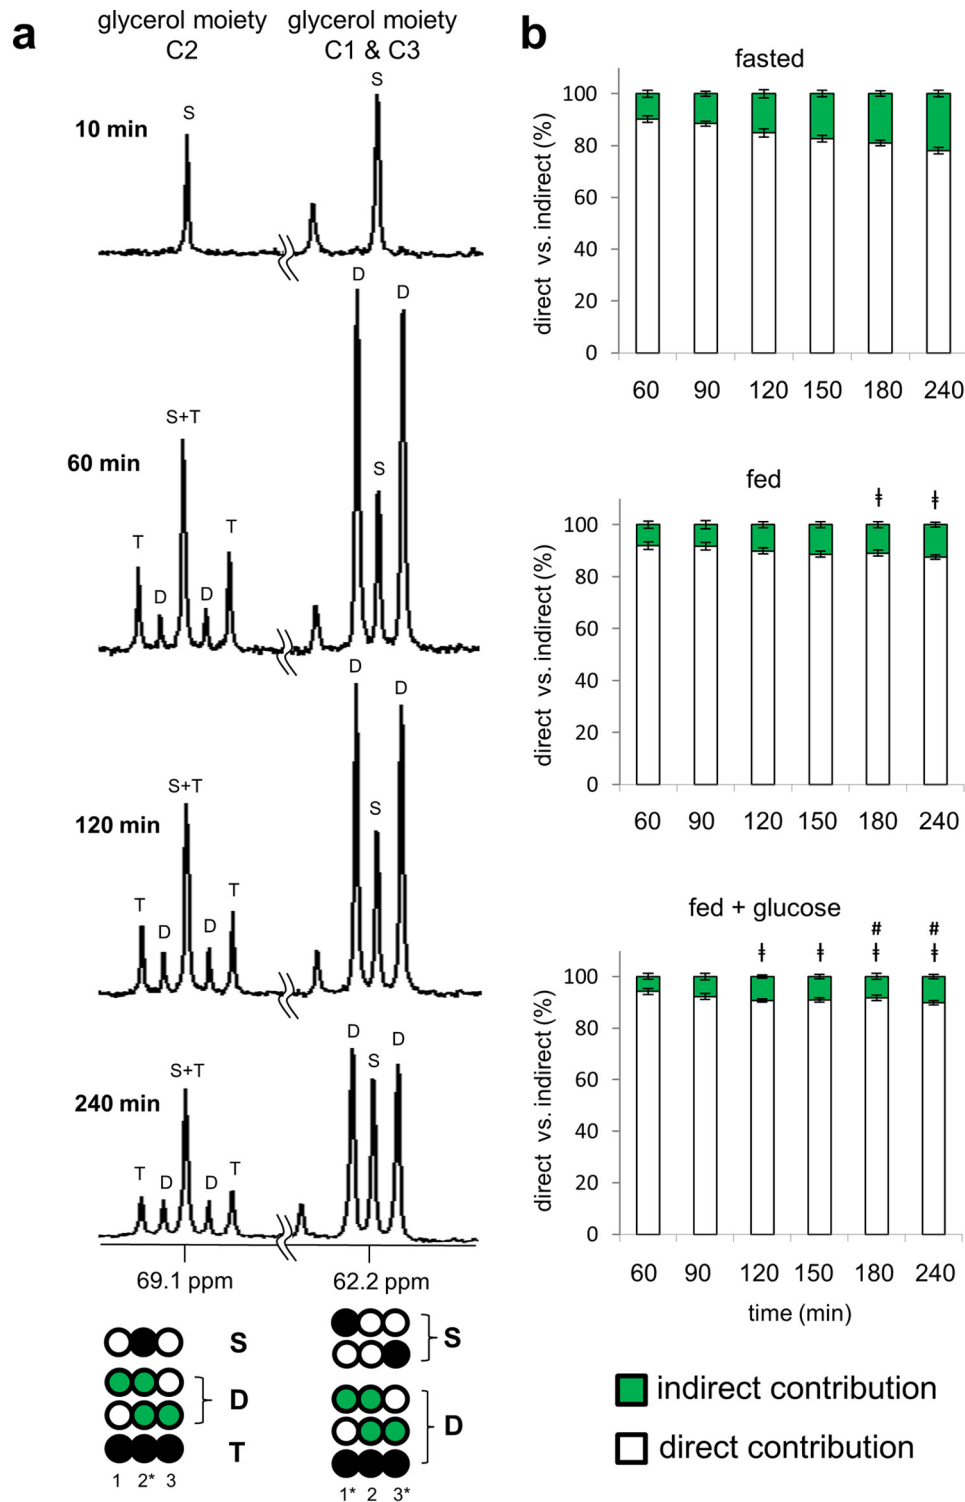 a
glycerol moiety
C2
glycerol moiety
C1 & C3
10 min
S
S
60 min
T
D
S+T
D
T
D
S
D
120 min
T
D
S+T
D
T
D
S
D
240 min
T
D
S+T
D
T
D
S
D
69.1 ppm
62.2 ppm
S
D
T
1 2* 3
S
D
1* 2 3*
b
fasted
direct vs. indirect (%)
100
80
60
40
20
0
60 90 120 150 180 240
fed
ǂ ǂ
direct vs. indirect (%)
100
80
60
40
20
0
60 90 120 150 180 240
fed + glucose
# #
ǂ ǂ ǂ ǂ
direct vs. indirect (%)
100
80
60
40
20
0
60 90 120 150 180 240
time (min)
indirect contribution
direct contribution